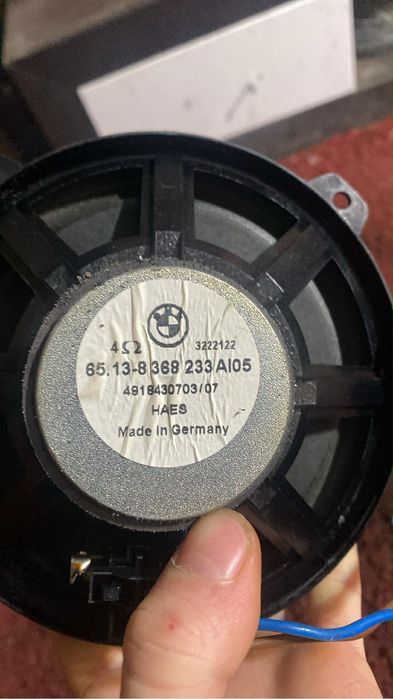 4Ω 3222122
65.13-8 368 233 AI05
4918430703/07
HAES
Made in Germany